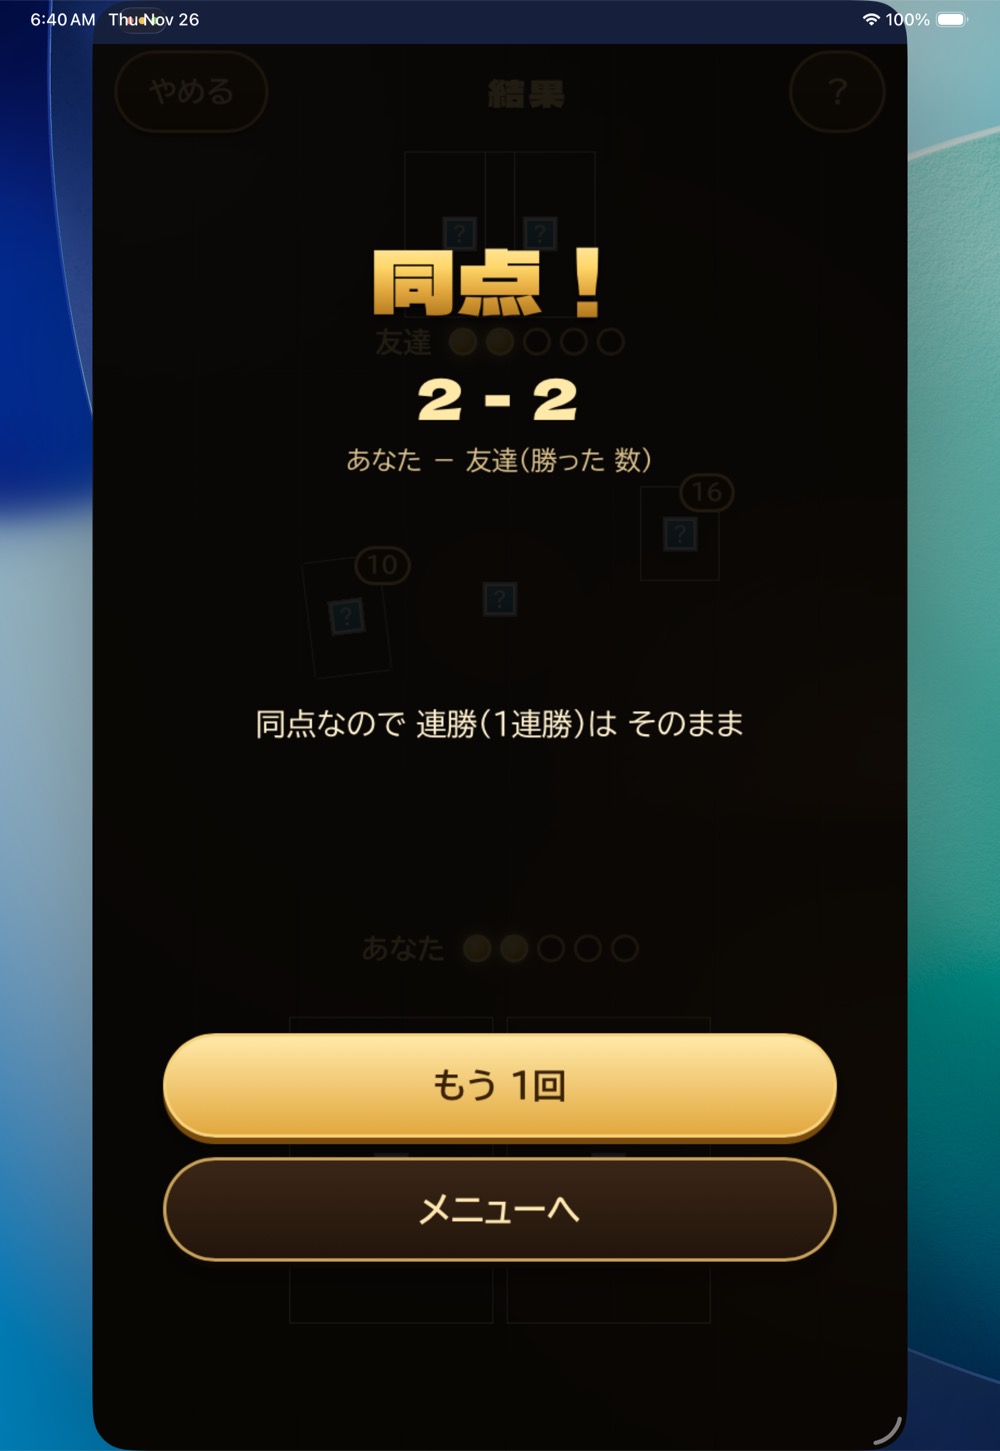 6:40 AM Thu Nov 26 100%
やめる 結果 ?
? ?
同点！
友達
2 - 2
あなた － 友達(勝った 数)
16
?
10
?
?
同点なので 連勝(1連勝)は そのまま
あなた
もう 1回
メニューへ